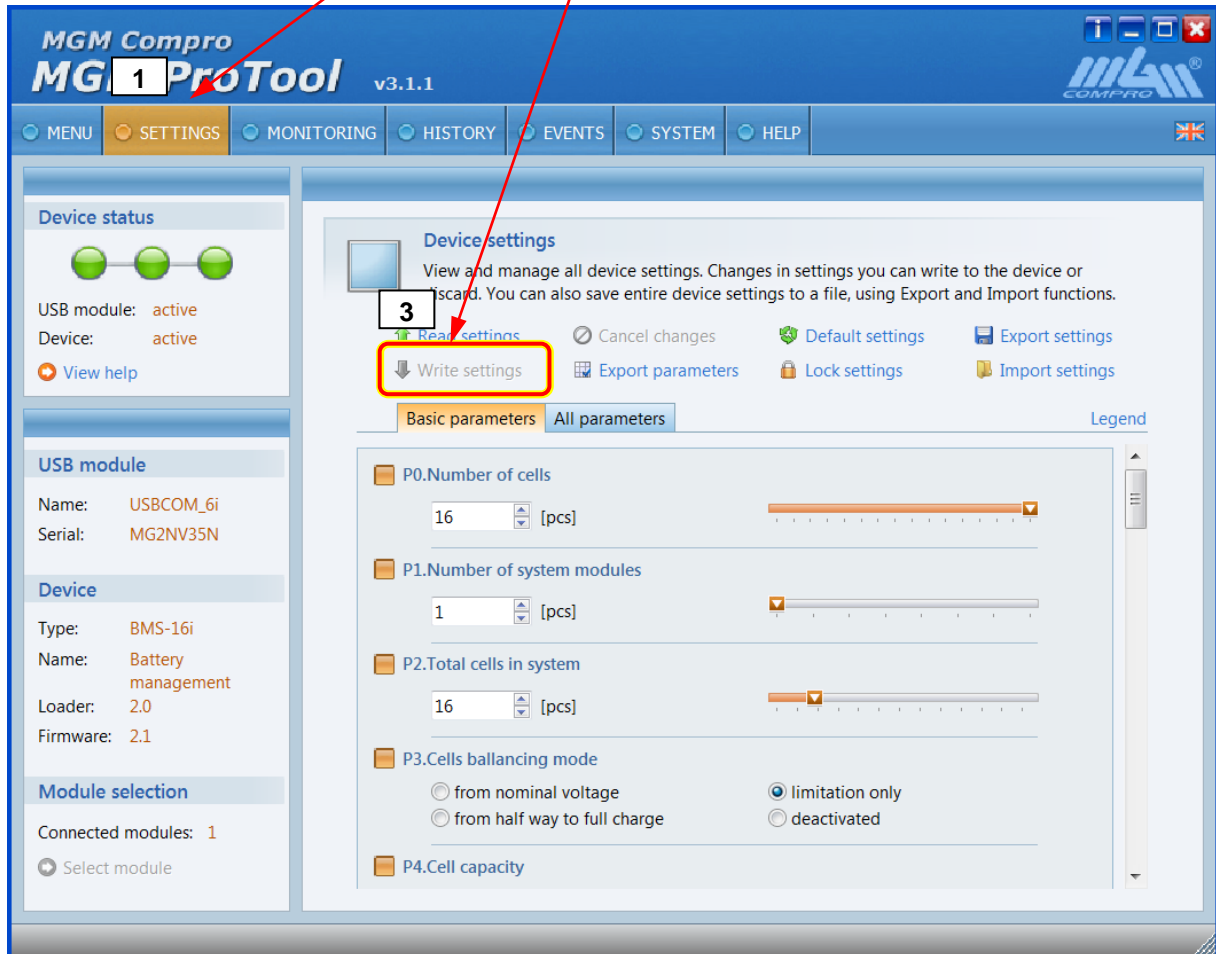 MGM Compro
MG ProTool v3.1.1
1
COMPRO ®
MENU SETTINGS MONITORING HISTORY EVENTS SYSTEM HELP
Device status
USB module: active
Device: active
View help
USB module
Name: USBCOM_6i
Serial: MG2NV35N
Device
Type: BMS-16i
Name: Battery
management
Loader: 2.0
Firmware: 2.1
Module selection
Connected modules: 1
Select module
Device settings
View and manage all device settings. Changes in settings you can write to the device or
discard. You can also save entire device settings to a file, using Export and Import functions.
3
Read settings Cancel changes Default settings Export settings
Write settings Export parameters Lock settings Import settings
Basic parameters All parameters Legend
P0.Number of cells
16 [pcs]
P1.Number of system modules
1 [pcs]
P2.Total cells in system
16 [pcs]
P3.Cells ballancing mode
from nominal voltage limitation only
from half way to full charge deactivated
P4.Cell capacity